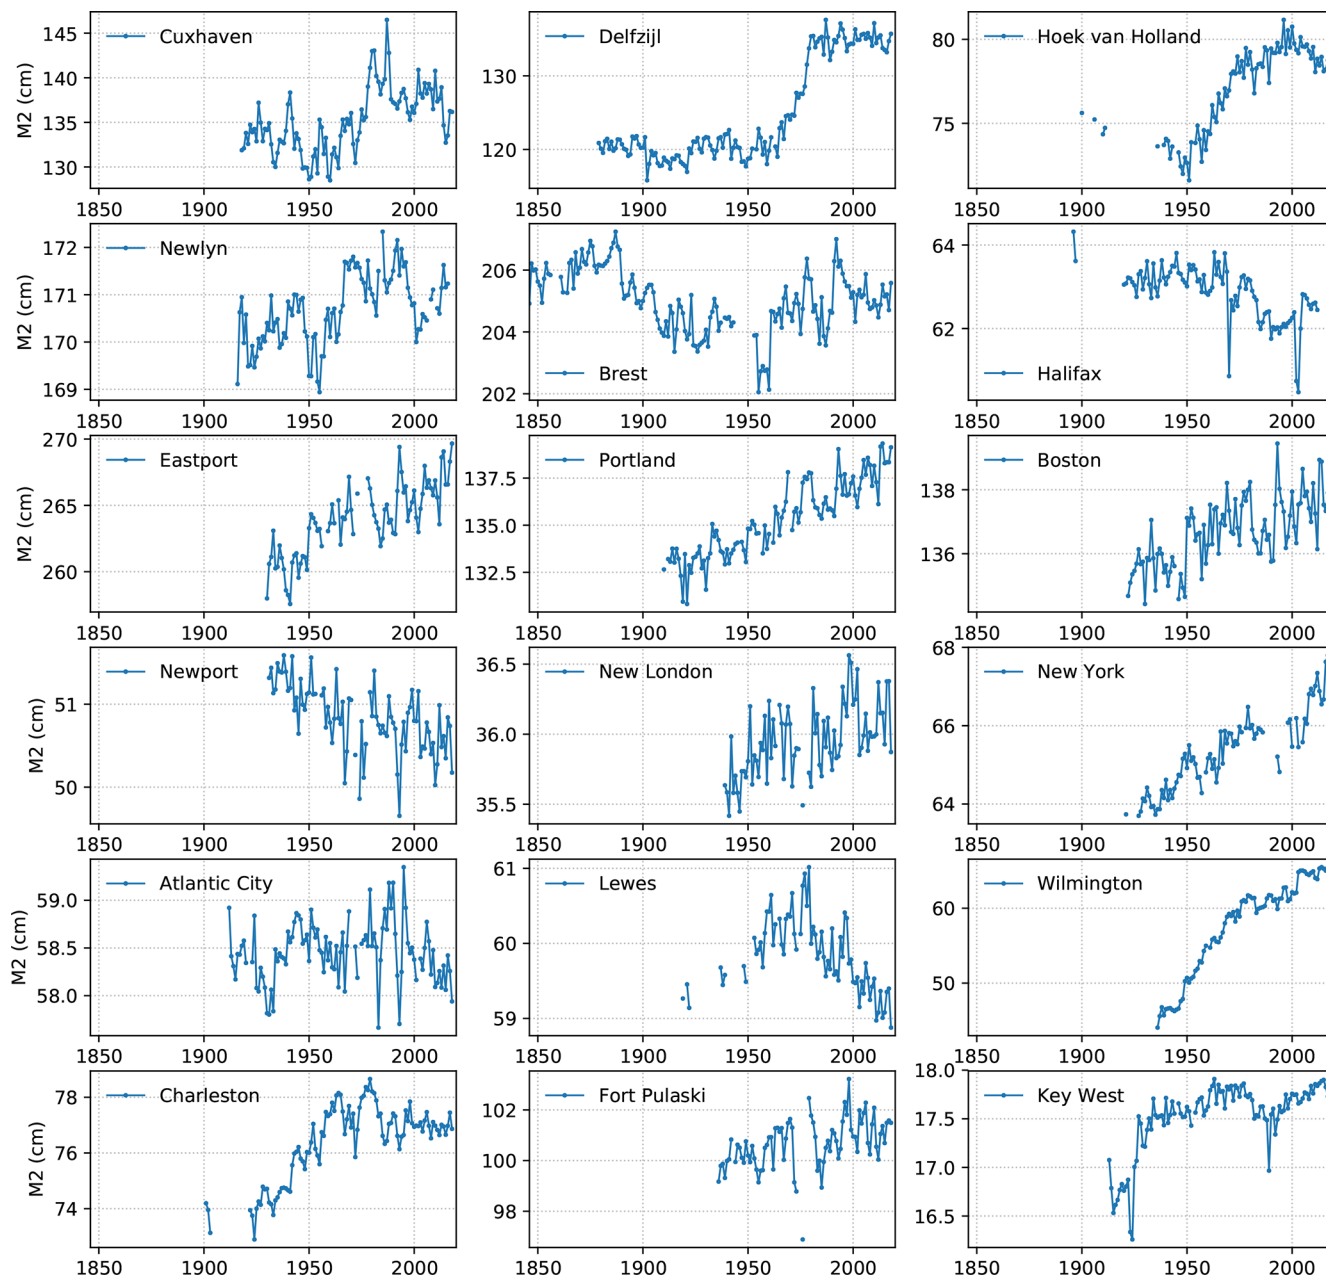 Cuxhaven Delfzijl Hoek van Holland
M2 (cm) 145 140 135 130
130 120
80 75
1850 1900 1950 2000 1850 1900 1950 2000 1850 1900 1950 2000
Newlyn Brest Halifax
M2 (cm) 172 171 170 169
206 204 202
64 62
1850 1900 1950 2000 1850 1900 1950 2000 1850 1900 1950 2000
Eastport Portland Boston
M2 (cm) 270 265 260
137.5 135.0 132.5
138 136
1850 1900 1950 2000 1850 1900 1950 2000 1850 1900 1950 2000
Newport New London New York
M2 (cm) 51 50
36.5 36.0 35.5
68 66 64
1850 1900 1950 2000 1850 1900 1950 2000 1850 1900 1950 2000
Atlantic City Lewes Wilmington
M2 (cm) 59.0 58.5 58.0
61 60 59
60 50
1850 1900 1950 2000 1850 1900 1950 2000 1850 1900 1950 2000
Charleston Fort Pulaski Key West
M2 (cm) 78 76 74
102 100 98
18.0 17.5 17.0 16.5
1850 1900 1950 2000 1850 1900 1950 2000 1850 1900 1950 2000